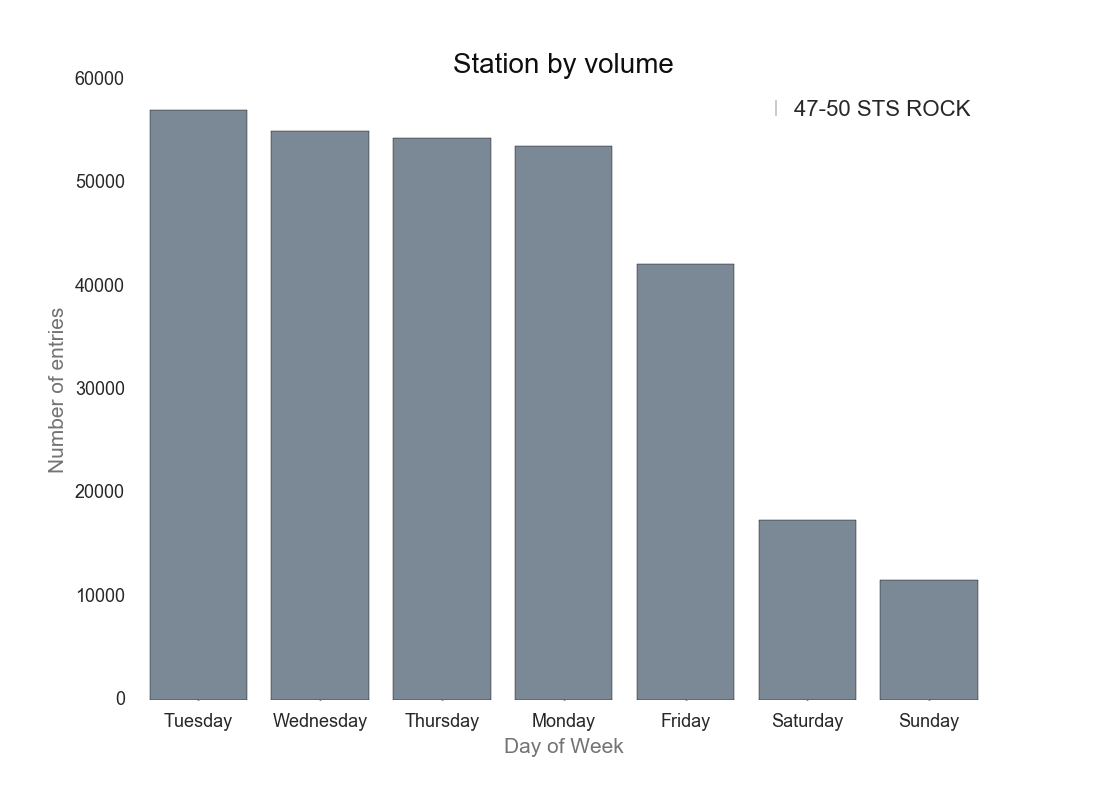 Station by volume
47-50 STS ROCK
60000
50000
40000
30000
20000
10000
0
Number of entries
Tuesday Wednesday Thursday Monday Friday Saturday Sunday
Day of Week